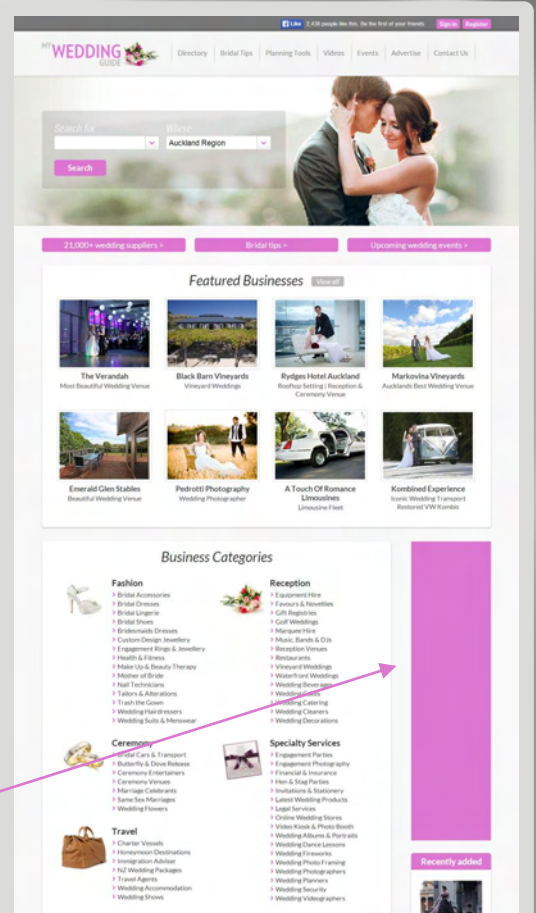 Like 2,438 people like this. Be the first of your friends. Sign in Register
MY WEDDING GUIDE
Directory Bridal Tips Planning Tools Videos Events Advertise Contact Us
Search for Where
Auckland Region
Search
21,000+ wedding suppliers > Bridal tips > Upcoming wedding events >
Featured Businesses View all
The Verandah
Most Beautiful Wedding Venue
Black Barn Vineyards
Vineyard Weddings
Rydges Hotel Auckland
Rooftop Setting | Reception &
Ceremony Venue
Markovina Vineyards
Aucklands Best Wedding Venue
Emerald Glen Stables
Beautiful Wedding Venue
Pedrotti Photography
Wedding Photographer
A Touch Of Romance
Limousines
Limousine Fleet
Kombined Experience
Iconic Wedding Transport
Restored VW Kombis
Business Categories
Fashion
Bridal Accessories
Bridal Dresses
Bridal Lingerie
Bridal Shoes
Bridesmaids Dresses
Custom Design Jewellery
Engagement Rings & Jewellery
Health & Fitness
Make Up & Beauty Therapy
Mother of Bride
Nail Technicians
Tailors & Alterations
Trash the Gown
Wedding Hairdressers
Wedding Suits & Menswear
Reception
Equipment Hire
Favours & Novelties
Gift Registries
Golf Weddings
Marquee Hire
Music, Bands & DJs
Reception Venues
Restaurants
Vineyard Weddings
Waterfront Weddings
Wedding Beverages
Wedding Cakes
Wedding Catering
Wedding Cleaners
Wedding Decorations
Ceremony
Bridal Cars & Transport
Butterfly & Dove Release
Ceremony Entertainers
Ceremony Venues
Marriage Celebrants
Same Sex Marriages
Wedding Flowers
Specialty Services
Engagement Parties
Engagement Photography
Financial & Insurance
Hen & Stag Parties
Invitations & Stationery
Latest Wedding Products
Legal Services
Online Wedding Stores
Video Kiosk & Photo Booth
Wedding Albums & Portraits
Wedding Dance Lessons
Wedding Fireworks
Wedding Photo Framing
Wedding Photographers
Wedding Planners
Wedding Security
Wedding Videographers
Travel
Charter Vessels
Honeymoon Destinations
Immigration Adviser
NZ Wedding Packages
Travel Agents
Wedding Accommodation
Wedding Shows
Recently added